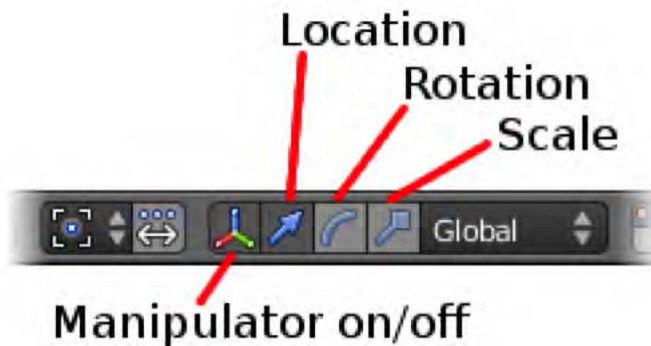 Location
Rotation
Scale
Global
Manipulator on/off